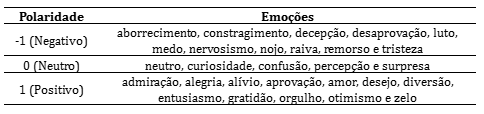 Polaridade Emoções
-1 (Negativo) aborrecimento, constragimento, decepção, desaprovação, luto,
medo, nervosismo, nojo, raiva, remorso e tristeza
0 (Neutro) neutro, curiosidade, confusão, percepção e surpresa
1 (Positivo) admiração, alegria, alívio, aprovação, amor, desejo, diversão,
entusiasmo, gratidão, orgulho, otimismo e zelo